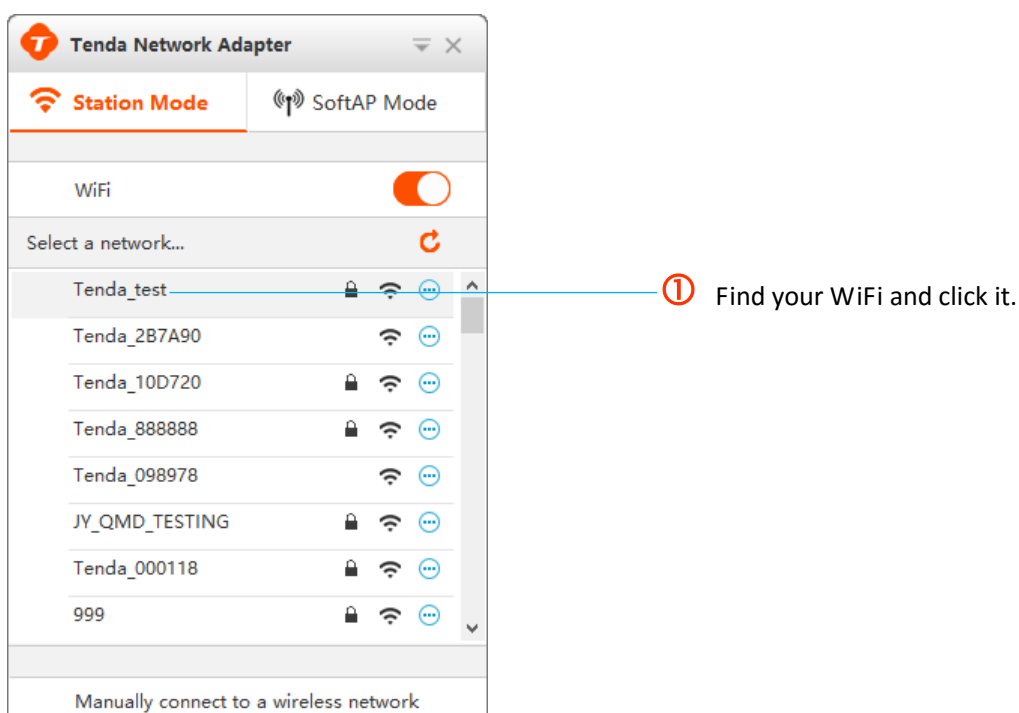 Tenda Network Adapter
Station Mode SoftAP Mode
WiFi
Select a network...
Tenda_test
① Find your WiFi and click it.
Tenda_2B7A90
Tenda_10D720
Tenda_888888
Tenda_098978
JY_QMD_TESTING
Tenda_000118
999
Manually connect to a wireless network